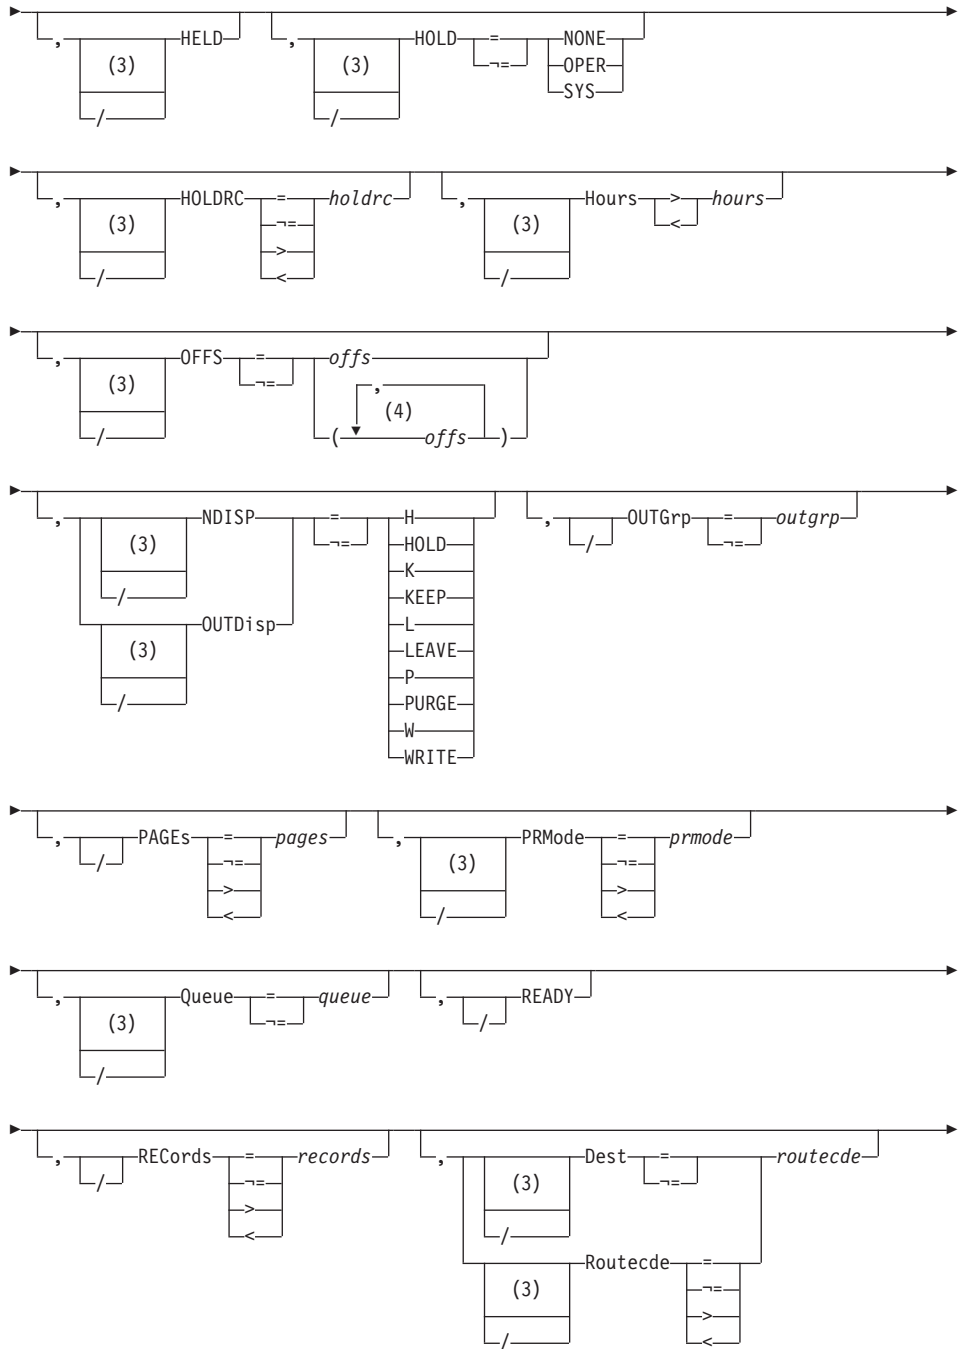 , HELD , HOLD = NONE
(3) (3) ¬= OPER
SYS
/ /
, HOLDRC = holdrc , Hours > hours
(3) ¬= (3) <
>
/ < /
, OFFS = offs
(3) ¬= ,
(4)
/ ( offs )
, NDISP = H , OUTGrp = outgrp
(3) ¬= HOLD / ¬=
K
/ KEEP
OUTDisp L
(3) LEAVE
P
/ PURGE
W
WRITE
, PAGEs = pages , PRMode = prmode
/ ¬= (3) ¬=
> >
< / <
, Queue = queue , READY
(3) ¬= /
/
, RECords = records , Dest = routecde
/ ¬= (3) ¬=
>
< /
Routecde =
(3) ¬=
>
/ <